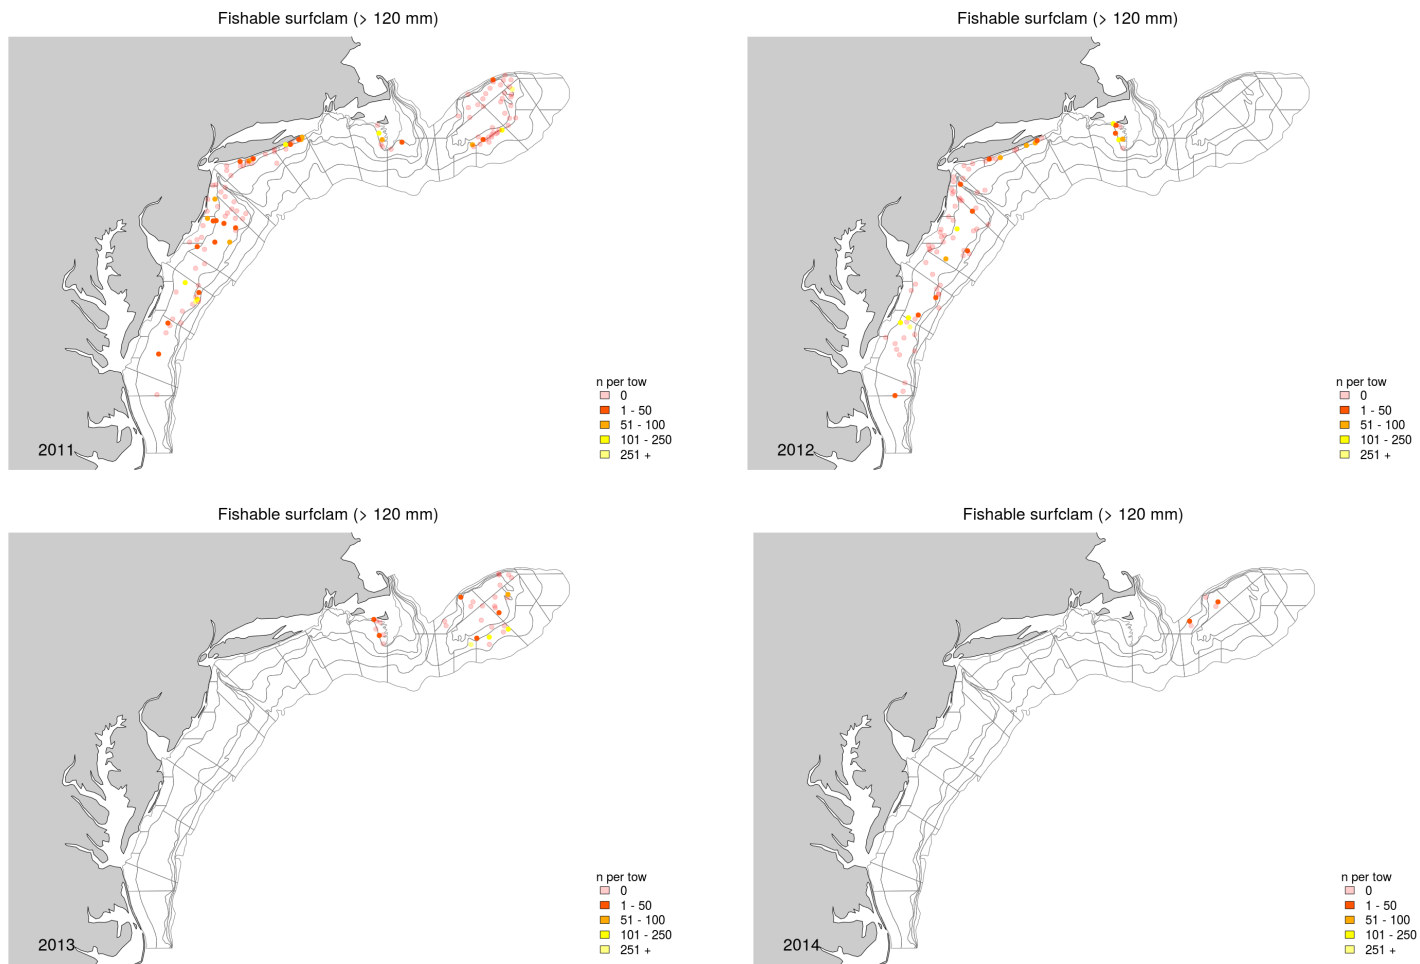 Fishable surfclam (> 120 mm)
n per tow
0
1 - 50
51 - 100
101 - 250
251 +
2011
Fishable surfclam (> 120 mm)
n per tow
0
1 - 50
51 - 100
101 - 250
251 +
2012
Fishable surfclam (> 120 mm)
n per tow
0
1 - 50
51 - 100
101 - 250
251 +
2013
Fishable surfclam (> 120 mm)
n per tow
0
1 - 50
51 - 100
101 - 250
251 +
2014